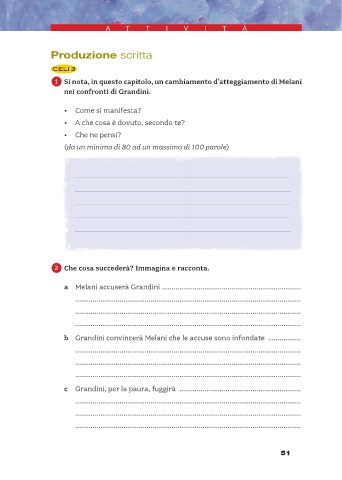 A T T I V I T À
Produzione scritta
CELI 3
1 Si nota, in questo capitolo, un cambiamento d'atteggiamento di Melani
nei confronti di Grandini.
• Come si manifesta?
• A che cosa è dovuto, secondo te?
• Che ne pensi?
(da un minimo di 80 ad un massimo di 100 parole)
2 Che cosa succederà? Immagina e racconta.
a Melani accuserà Grandini
b Grandini convincerà Melani che le accuse sono infondate
c Grandini, per la paura, fuggirà
51